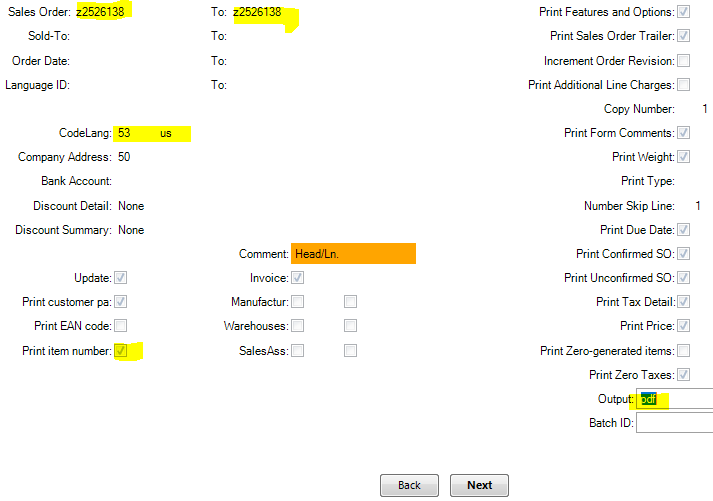 Sales Order: z2526138 To: z2526138 Print Features and Options:
Sold-To: To: Print Sales Order Trailer:
Order Date: To: Increment Order Revision:
Language ID: To: Print Additional Line Charges:
Copy Number: 1
CodeLang: 53 us Print Form Comments:
Company Address: 50 Print Weight:
Bank Account: Print Type:
Discount Detail: None Number Skip Line: 1
Discount Summary: None Print Due Date:
Comment: Head/Ln. Print Confirmed SO:
Update: Invoice: Print Unconfirmed SO:
Print customer pa: Manufactur: Print Tax Detail:
Print EAN code: Warehouses: Print Price:
Print item number: SalesAss: Print Zero-generated items:
Print Zero Taxes:
Output: pdf
Batch ID:
Back Next